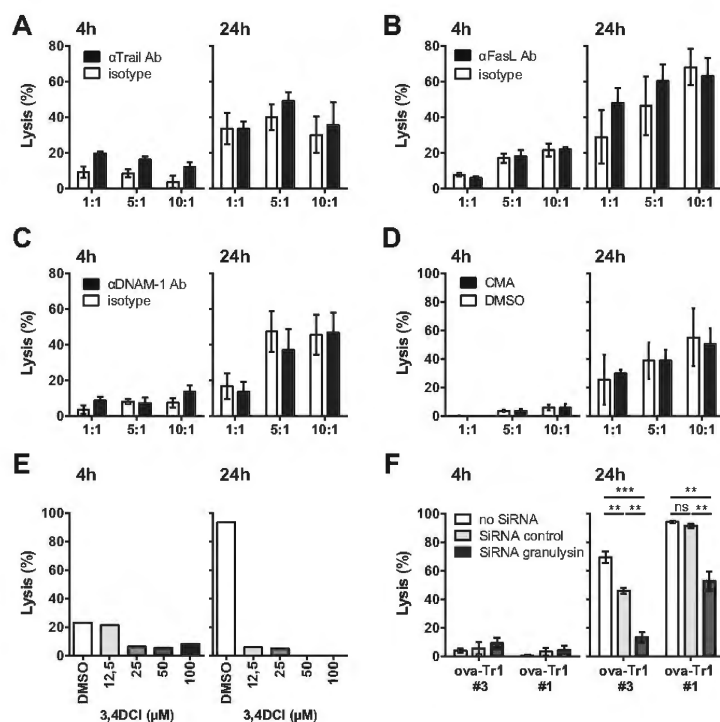 A
4h
24h
αTrail Ab
isotype
Lysis (%)
80
60
40
20
0
1:1
5:1
10:1
1:1
5:1
10:1
B
4h
24h
αFasL Ab
isotype
Lysis (%)
80
60
40
20
0
1:1
5:1
10:1
1:1
5:1
10:1
C
4h
24h
αDNAM-1 Ab
isotype
Lysis (%)
80
60
40
20
0
1:1
5:1
10:1
1:1
5:1
10:1
D
4h
24h
CMA
DMSO
Lysis (%)
100
80
60
40
20
0
1:1
5:1
10:1
1:1
5:1
10:1
E
4h
24h
Lysis (%)
100
80
60
40
20
0
DMSO
12,5
25
50
100
DMSO
12,5
25
50
100
3,4DCI (µM)
3,4DCI (µM)
F
4h
24h
no SiRNA
SiRNA control
SiRNA granulysin
*** **
** ** ns **
Lysis (%)
100
80
60
40
20
0
ova-Tr1 ova-Tr1 ova-Tr1 ova-Tr1
#3 #1 #3 #1